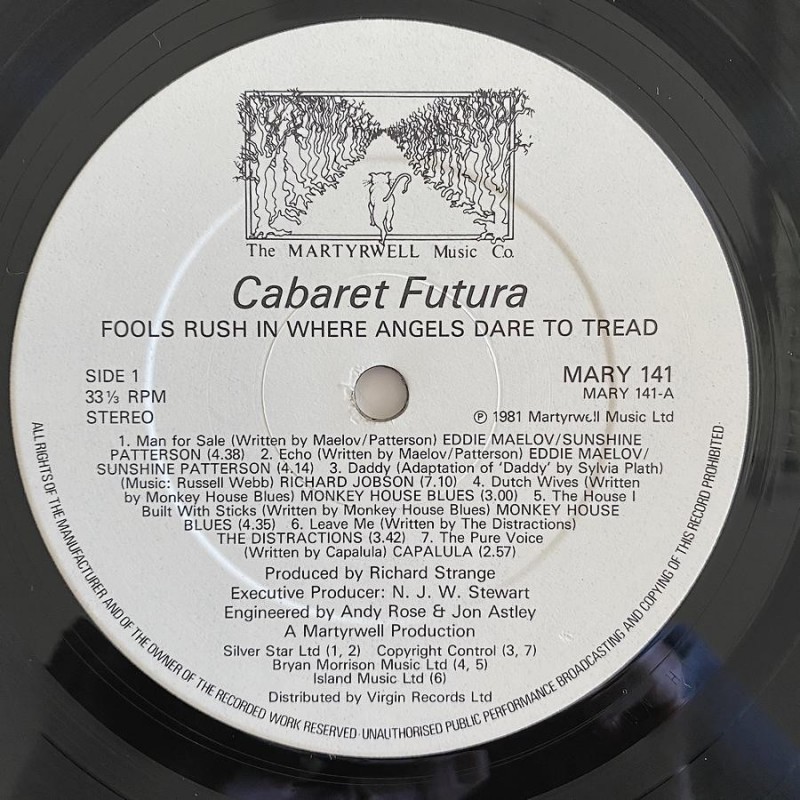 The MARTYRWELL Music Co.
Cabaret Futura
FOOLS RUSH IN WHERE ANGELS DARE TO TREAD
SIDE 1
33⅓ RPM
STEREO
MARY 141
MARY 141-A
℗ 1981 Martyrwell Music Ltd
1. Man for Sale (Written by Maelov/Patterson) EDDIE MAELOV/SUNSHINE
PATTERSON (4.38) 2. Echo (Written by Maelov/Patterson) EDDIE MAELOV/
SUNSHINE PATTERSON (4.14) 3. Daddy (Adaptation of 'Daddy' by Sylvia Plath)
(Music: Russell Webb) RICHARD JOBSON (7.10) 4. Dutch Wives (Written
by Monkey House Blues) MONKEY HOUSE BLUES (3.00) 5. The House I
Built With Sticks (Written by Monkey House Blues) MONKEY HOUSE
BLUES (4.35) 6. Leave Me (Written by The Distractions)
THE DISTRACTIONS (3.42) 7. The Pure Voice
(Written by Capalula) CAPALULA (2.57)
Produced by Richard Strange
Executive Producer: N. J. W. Stewart
Engineered by Andy Rose & Jon Astley
A Martyrwell Production
Silver Star Ltd (1, 2) Copyright Control (3, 7)
Bryan Morrison Music Ltd (4, 5)
Island Music Ltd (6)
Distributed by Virgin Records Ltd
ALL RIGHTS OF THE MANUFACTURER AND OF THE OWNER OF THE RECORDED WORK RESERVED · UNAUTHORISED PUBLIC PERFORMANCE BROADCASTING AND COPYING OF THIS RECORD PROHIBITED ·